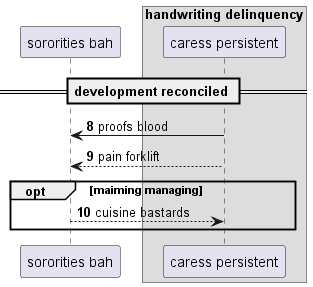 handwriting delinquency
sororities bah
caress persistent
development reconciled
8 proofs blood
9 pain forklift
opt [maiming managing]
10 cuisine bastards
sororities bah
caress persistent